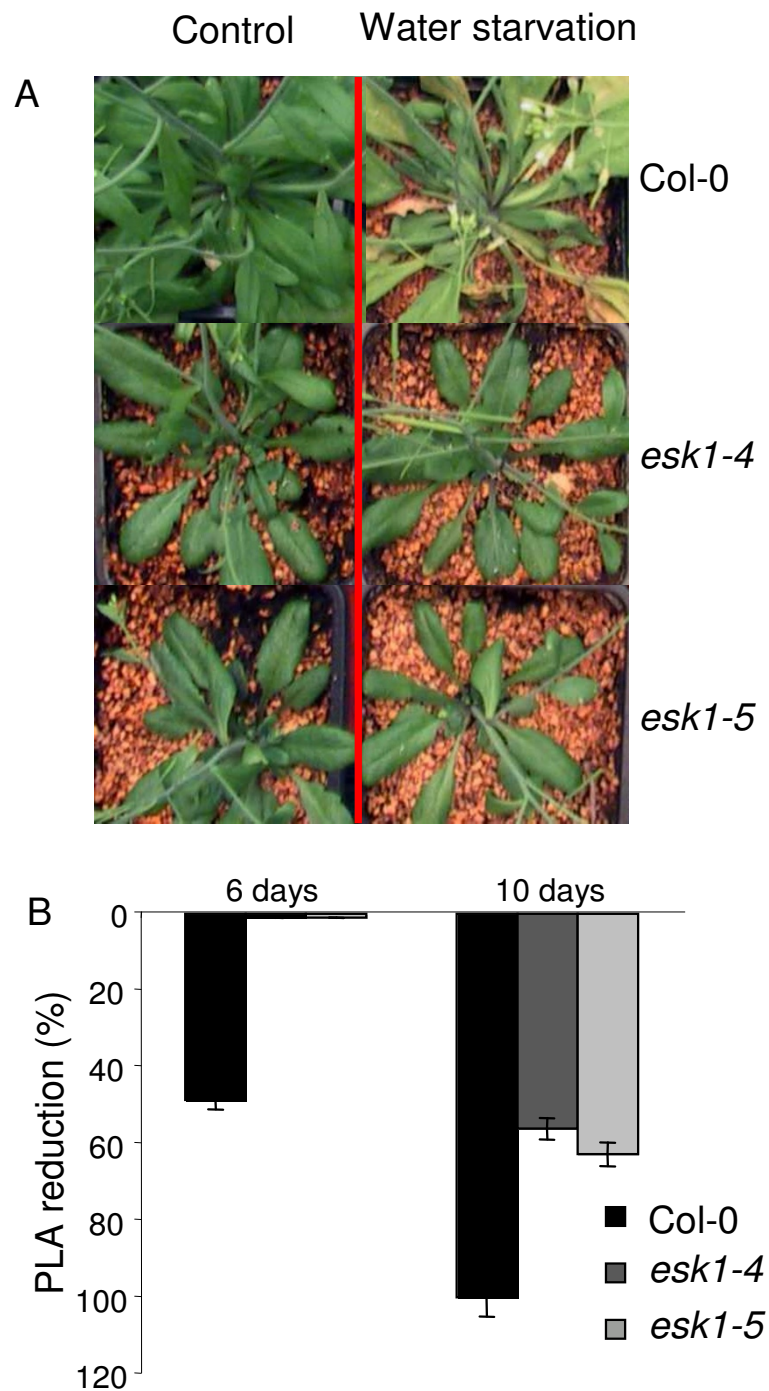 Control Water starvation
A
Col-0
esk1-4
esk1-5
B
6 days 10 days
0
20
40
60
80
100
120
PLA reduction (%)
Col-0
esk1-4
esk1-5